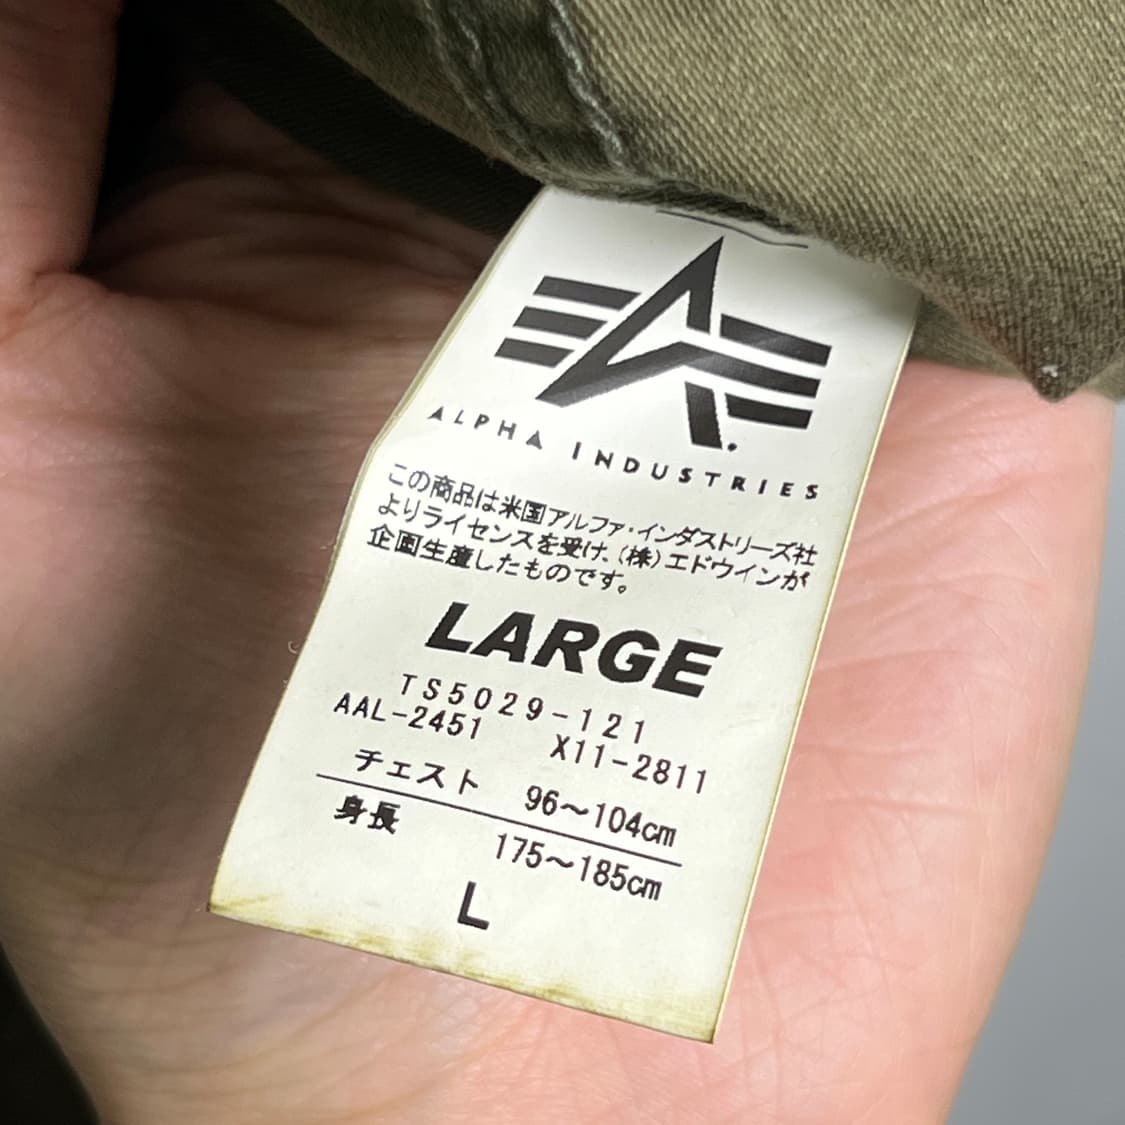 ALPHA INDUSTRIES
この商品は米国アルファ・インダストリーズ社
よりライセンスを受け、(株)エドウインが
企画生産したものです。
LARGE
TS5029-121
AAL-2451 X11-2811
チェスト 96～104cm
身長 175～185cm
L